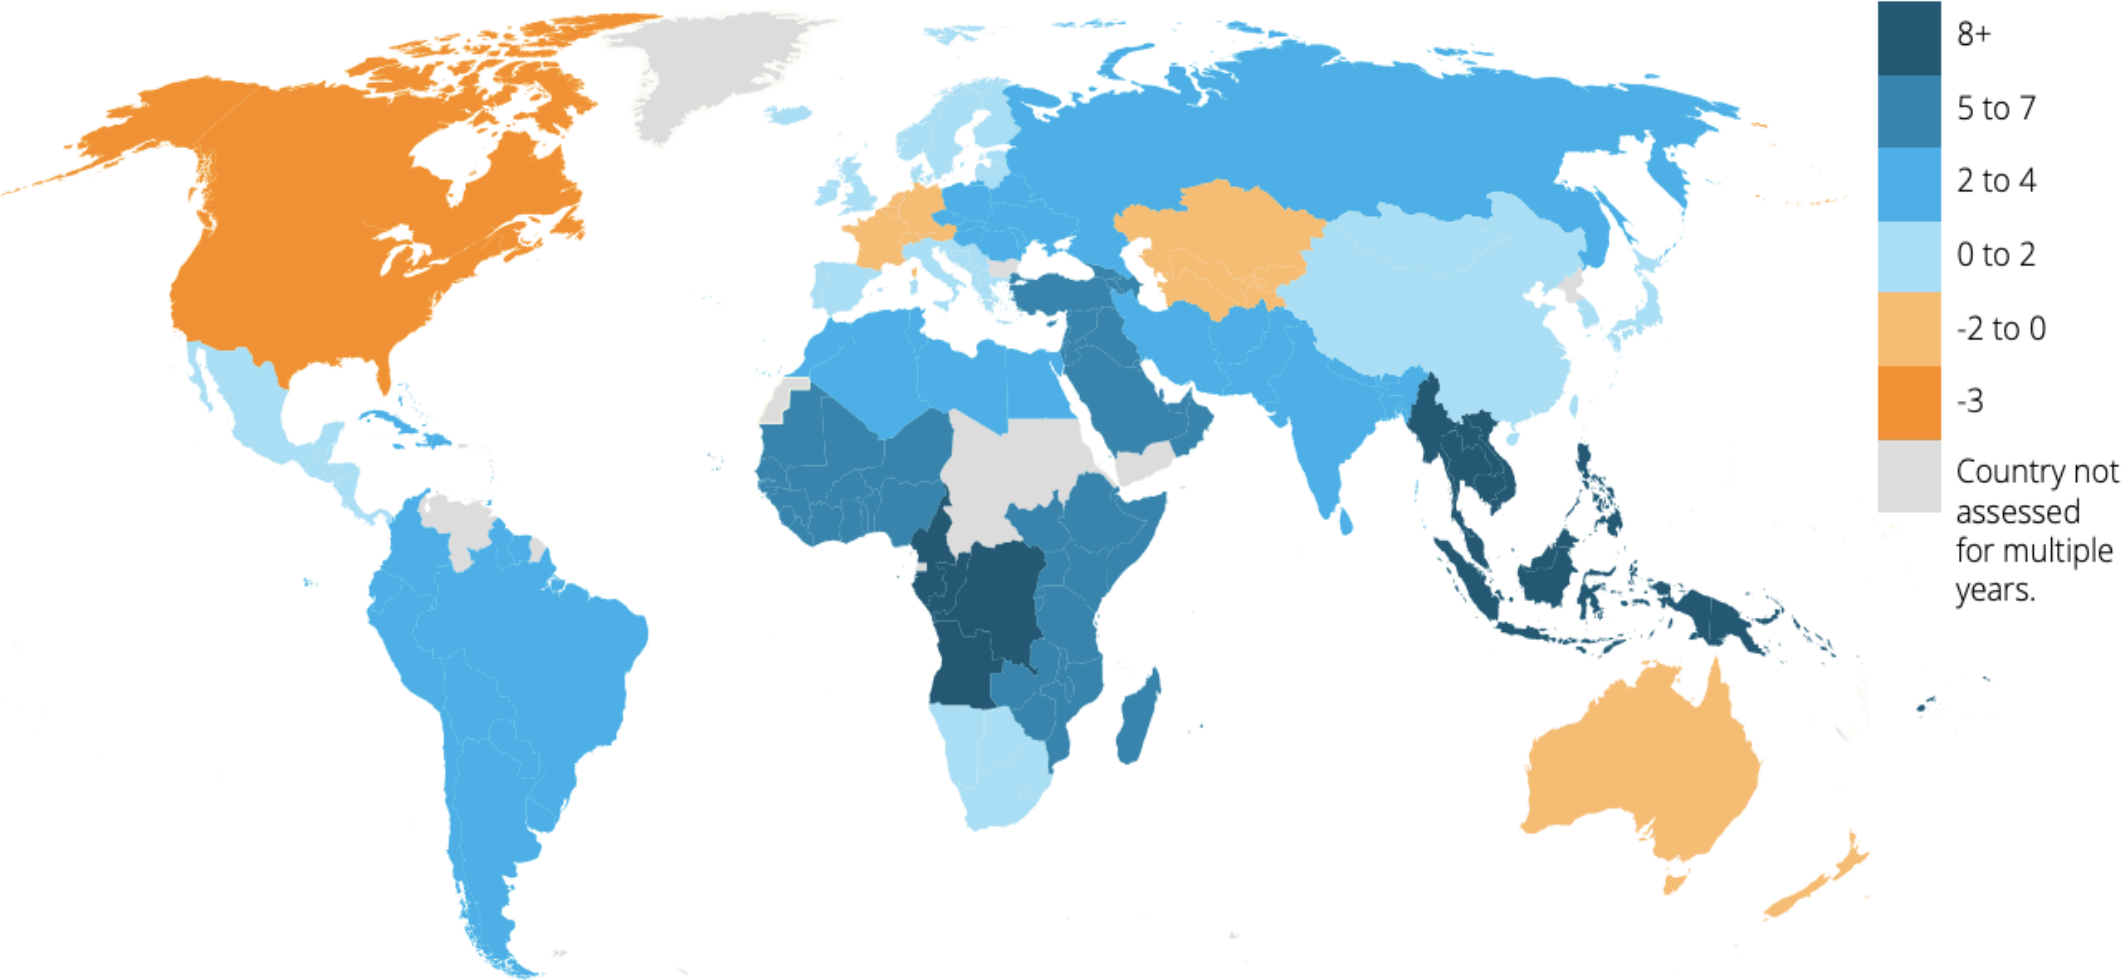 8+
5 to 7
2 to 4
0 to 2
-2 to 0
-3
Country not
assessed
for multiple
years.